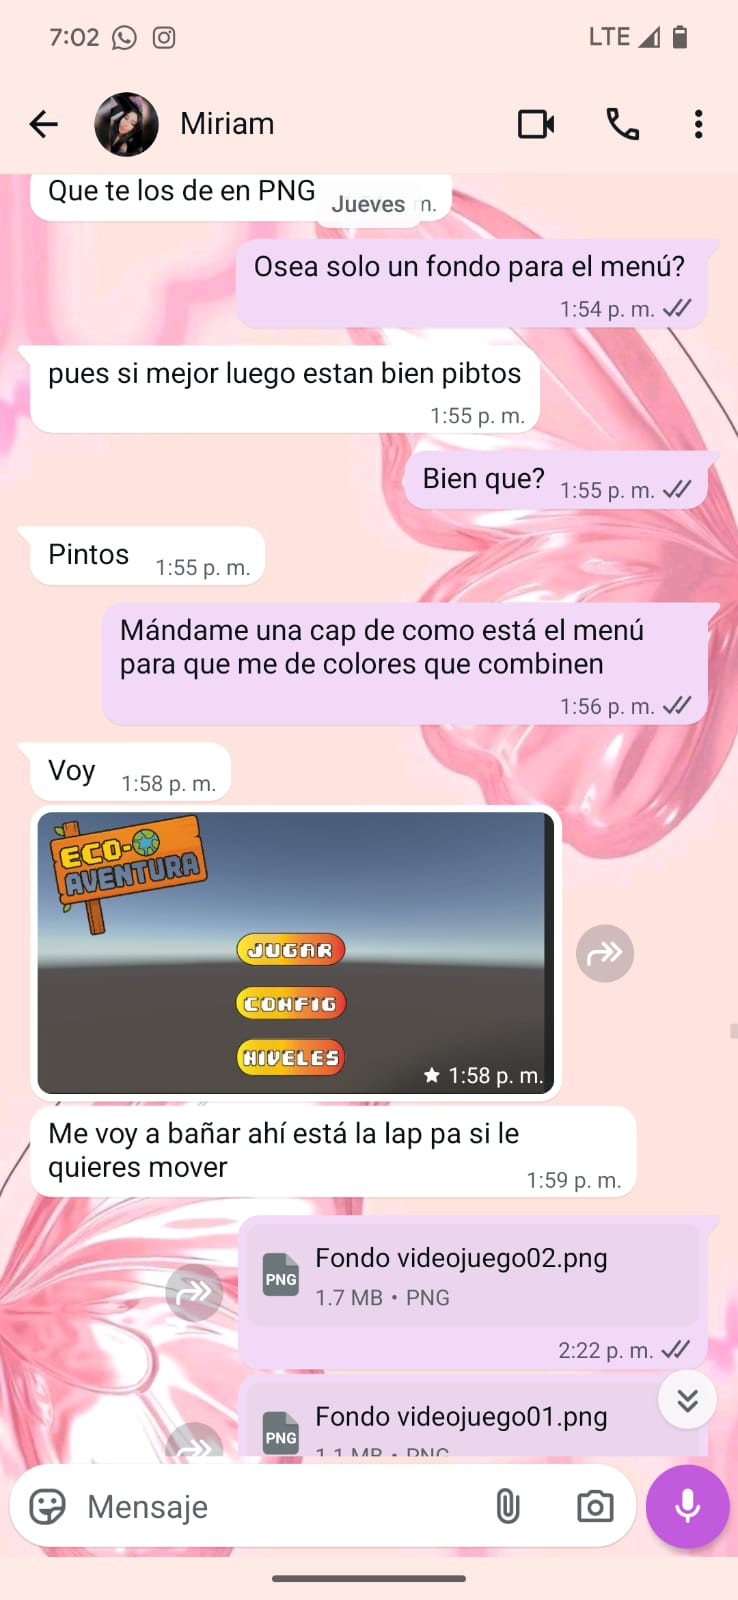 7:02
LTE
Miriam
Que te los de en PNG
Jueves
m.
Osea solo un fondo para el menú?
1:54 p. m.
pues si mejor luego estan bien pibtos
1:55 p. m.
Bien que?
1:55 p. m.
Pintos
1:55 p. m.
Mándame una cap de como está el menú
para que me de colores que combinen
1:56 p. m.
Voy
1:58 p. m.
ECO-
AVENTURA
JUGAR
CONFIG
NIVELES
1:58 p. m.
Me voy a bañar ahí está la lap pa si le
quieres mover
1:59 p. m.
PNG
Fondo videojuego02.png
1.7 MB • PNG
2:22 p. m.
PNG
Fondo videojuego01.png
1.1 MB • PNG
Mensaje